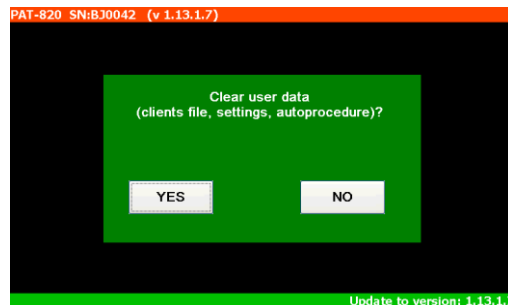 PAT-820 SN:BJ0042 (v 1.13.1.7)
Clear user data
(clients file, settings, autoprocedure)?
YES NO
Update to version: 1.13.1.